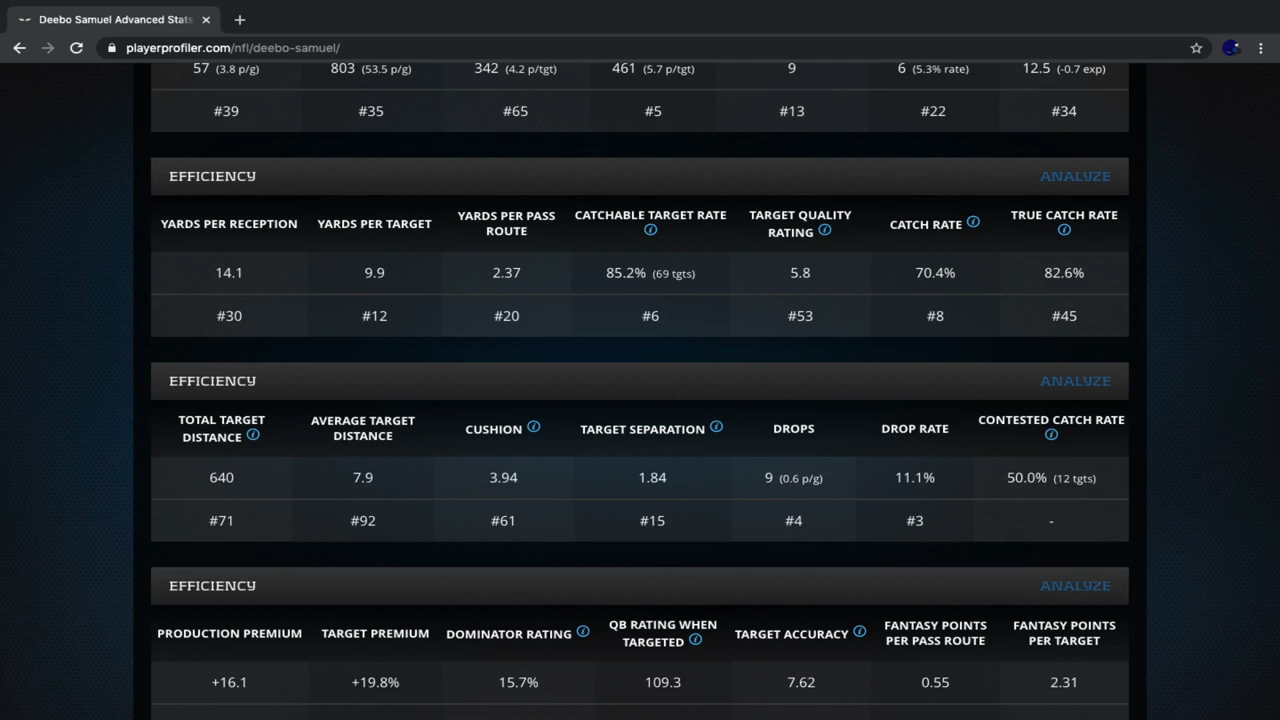 Deebo Samuel Advanced Stats
playerprofiler.com/nfl/deebo-samuel/
57 (3.8 p/g) 803 (53.5 p/g) 342 (4.2 p/tgt) 461 (5.7 p/tgt) 9 6 (5.3% rate) 12.5 (-0.7 exp)
#39 #35 #65 #5 #13 #22 #34
EFFICIENCY ANALYZE
YARDS PER RECEPTION YARDS PER TARGET YARDS PER PASS ROUTE CATCHABLE TARGET RATE TARGET QUALITY RATING CATCH RATE TRUE CATCH RATE
14.1 9.9 2.37 85.2% (69 tgts) 5.8 70.4% 82.6%
#30 #12 #20 #6 #53 #8 #45
EFFICIENCY ANALYZE
TOTAL TARGET DISTANCE AVERAGE TARGET DISTANCE CUSHION TARGET SEPARATION DROPS DROP RATE CONTESTED CATCH RATE
640 7.9 3.94 1.84 9 (0.6 p/g) 11.1% 50.0% (12 tgts)
#71 #92 #61 #15 #4 #3 -
EFFICIENCY ANALYZE
PRODUCTION PREMIUM TARGET PREMIUM DOMINATOR RATING QB RATING WHEN TARGETED TARGET ACCURACY FANTASY POINTS PER PASS ROUTE FANTASY POINTS PER TARGET
+16.1 +19.8% 15.7% 109.3 7.62 0.55 2.31